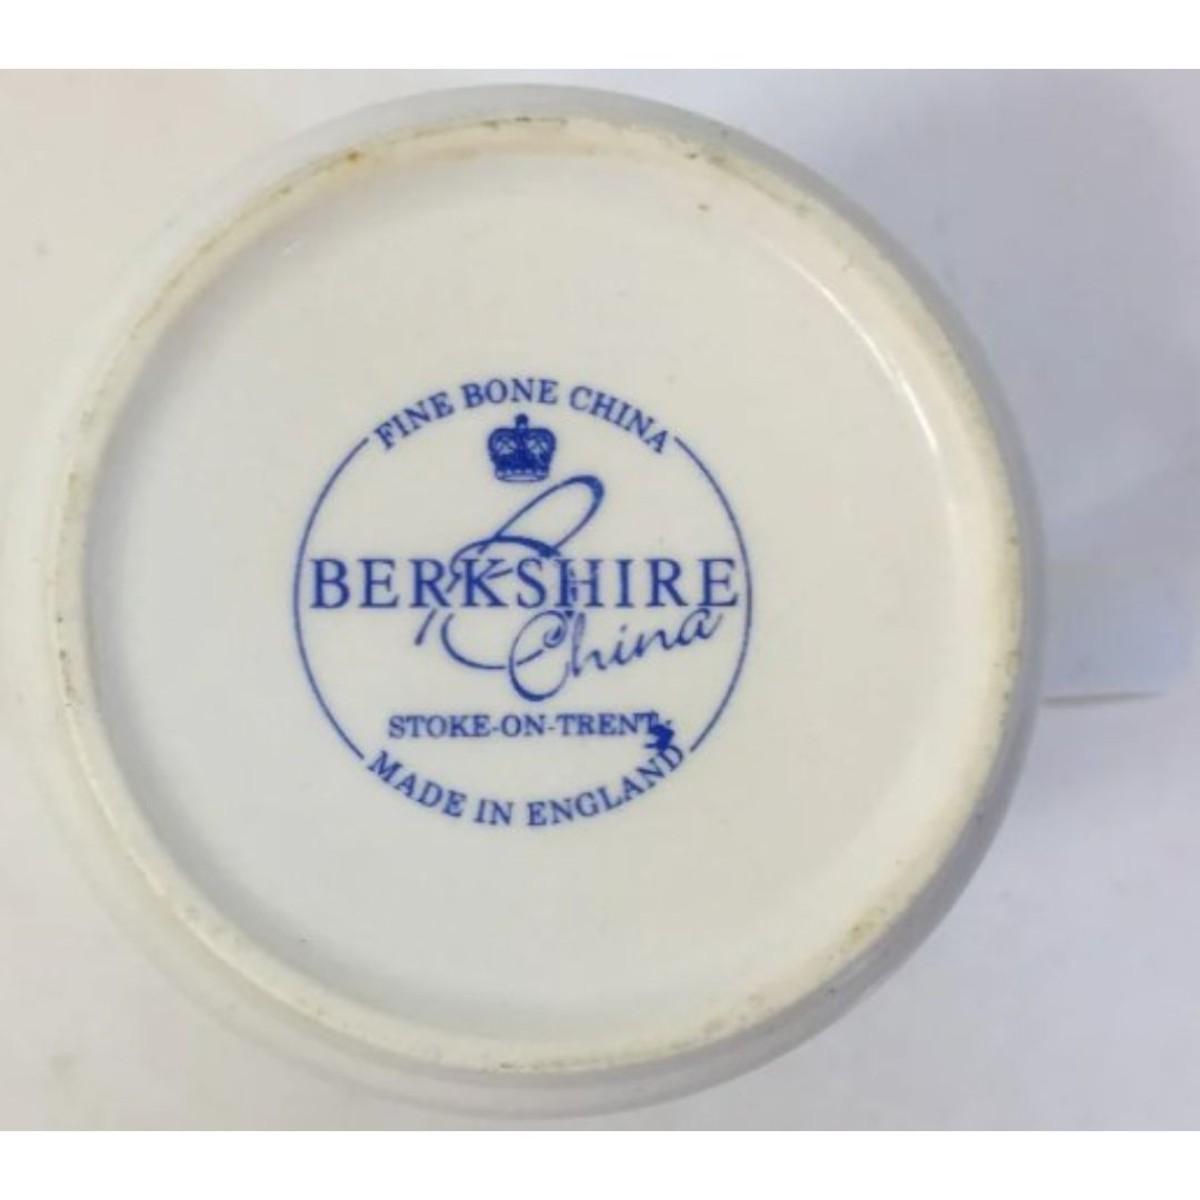 FINE BONE CHINA
BERKSHIRE
China
STOKE-ON-TRENT
MADE IN ENGLAND